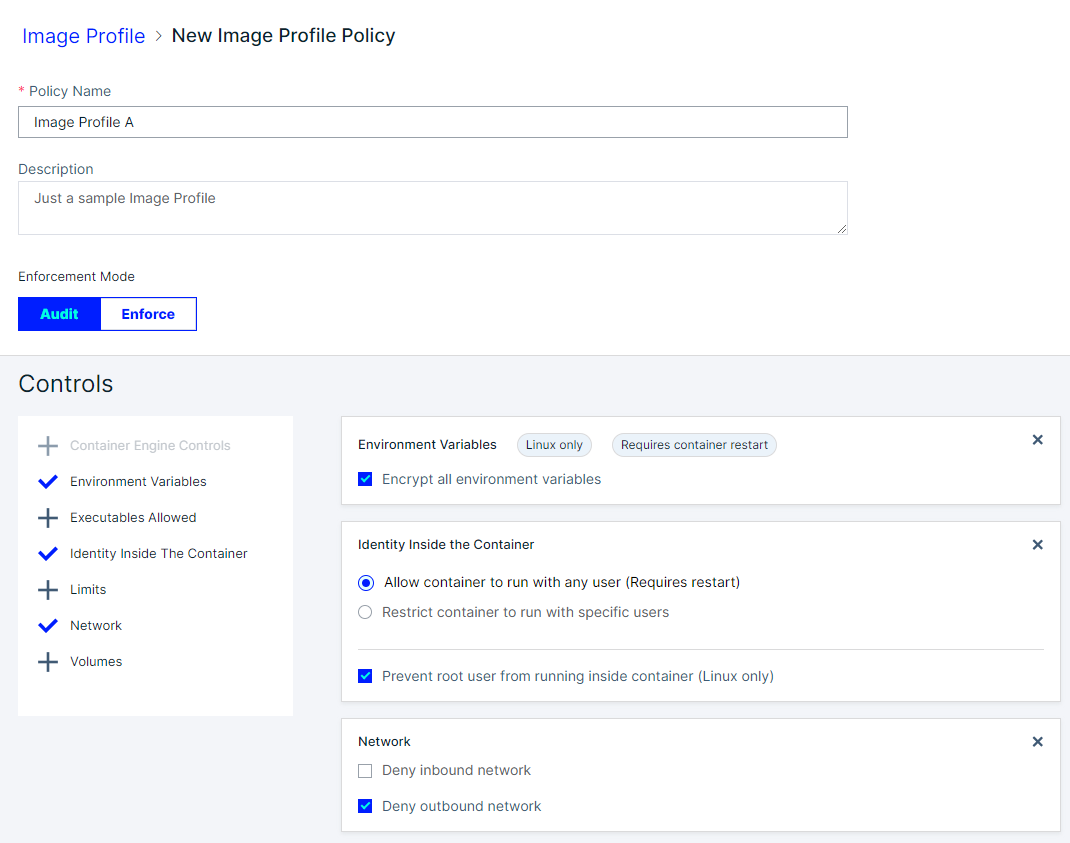 Image Profile > New Image Profile Policy
* Policy Name
Image Profile A
Description
Just a sample Image Profile
Enforcement Mode
Audit Enforce
Controls
Container Engine Controls
Environment Variables
Executables Allowed
Identity Inside The Container
Limits
Network
Volumes
Environment Variables Linux only Requires container restart
Encrypt all environment variables
Identity Inside the Container
Allow container to run with any user (Requires restart)
Restrict container to run with specific users
Prevent root user from running inside container (Linux only)
Network
Deny inbound network
Deny outbound network